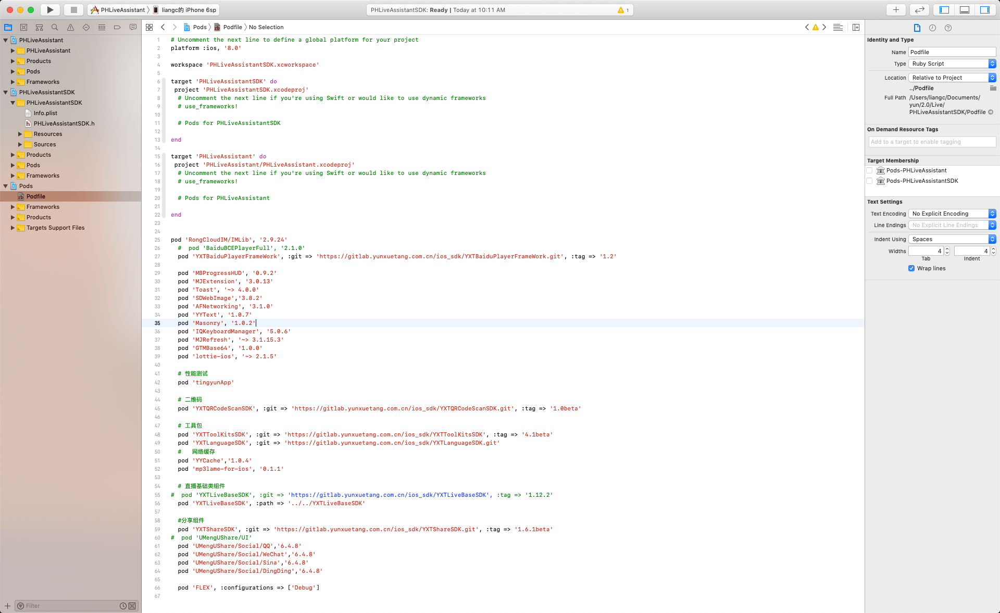 PHLiveAssistant 〉 liangc的 iPhone 6sp
PHLiveAssistantSDK: Ready | Today at 10:11 AM
1
Pods 〉 Podfile 〉 No Selection
PHLiveAssistant
PHLiveAssistant
Products
Pods
Frameworks
PHLiveAssistantSDK
PHLiveAssistantSDK
Info.plist
PHLiveAssistantSDK.h
Resources
Sources
Products
Pods
Frameworks
Pods
Podfile
Frameworks
Products
Targets Support Files
Filter
1 # Uncomment the next line to define a global platform for your project
2 platform :ios, '8.0'
3
4 workspace 'PHLiveAssistantSDK.xcworkspace'
5
6 target 'PHLiveAssistantSDK' do
7 project 'PHLiveAssistantSDK.xcodeproj'
8 # Uncomment the next line if you're using Swift or would like to use dynamic frameworks
9 # use_frameworks!
10
11 # Pods for PHLiveAssistantSDK
12
13 end
14
15 target 'PHLiveAssistant' do
16 project 'PHLiveAssistant/PHLiveAssistant.xcodeproj'
17 # Uncomment the next line if you're using Swift or would like to use dynamic frameworks
18 # use_frameworks!
19
20 # Pods for PHLiveAssistant
21
22 end
23
24
25 pod 'RongCloudIM/IMLib', '2.9.24'
26 # pod 'BaiduBCEPlayerFull', '2.1.0'
27 pod 'YXTBaiduPlayerFrameWork', :git => 'https://gitlab.yunxuetang.com.cn/ios_sdk/YXTBaiduPlayerFrameWork.git', :tag => '1.2'
28
29 pod 'MBProgressHUD', '0.9.2'
30 pod 'MJExtension', '3.0.13'
31 pod 'Toast', '~> 4.0.0'
32 pod 'SDWebImage','3.8.2'
33 pod 'AFNetworking', '3.1.0'
34 pod 'YYText', '1.0.7'
35 pod 'Masonry', '1.0.2'
36 pod 'IQKeyboardManager', '5.0.6'
37 pod 'MJRefresh', '~> 3.1.15.3'
38 pod 'GTMBase64', '1.0.0'
39 pod 'lottie-ios', '~> 2.1.5'
40
41 # 性能测试
42 pod 'tingyunApp'
43
44 # 二维码
45 pod 'YXTQRCodeScanSDK', :git => 'https://gitlab.yunxuetang.com.cn/ios_sdk/YXTQRCodeScanSDK.git', :tag => '1.0beta'
46
47 # 工具包
48 pod 'YXTToolKitsSDK', :git => 'https://gitlab.yunxuetang.com.cn/ios_sdk/YXTToolKitsSDK', :tag => '4.1beta'
49 pod 'YXTLanguageSDK', :git => 'https://gitlab.yunxuetang.com.cn/ios_sdk/YXTLanguageSDK.git'
50 # 网络缓存
51 pod 'YYCache','1.0.4'
52 pod 'mp3lame-for-ios', '0.1.1'
53
54 # 直播基础类组件
55 # pod 'YXTLiveBaseSDK', :git => 'https://gitlab.yunxuetang.com.cn/ios_sdk/YXTLiveBaseSDK', :tag => '1.12.2'
56 pod 'YXTLiveBaseSDK', :path => '../../YXTLiveBaseSDK'
57
58 #分享组件
59 pod 'YXTShareSDK', :git => 'https://gitlab.yunxuetang.com.cn/ios_sdk/YXTShareSDK.git', :tag => '1.6.1beta'
60 # pod 'UMengUShare/UI'
61 pod 'UMengUShare/Social/QQ','6.4.8'
62 pod 'UMengUShare/Social/WeChat','6.4.8'
63 pod 'UMengUShare/Social/Sina','6.4.8'
64 pod 'UMengUShare/Social/DingDing','6.4.8'
65
66 pod 'FLEX', :configurations => ['Debug']
67
Identity and Type
Name Podfile
Type Ruby Script
Location Relative to Project
../Podfile
Full Path /Users/liangc/Documents/
yun/2.0/Live/
PHLiveAssistantSDK/Podfile
On Demand Resource Tags
Add to a target to enable tagging
Target Membership
Pods-PHLiveAssistant
Pods-PHLiveAssistantSDK
Text Settings
Text Encoding No Explicit Encoding
Line Endings No Explicit Line Endings
Indent Using Spaces
Widths 4 4
Tab Indent
Wrap lines